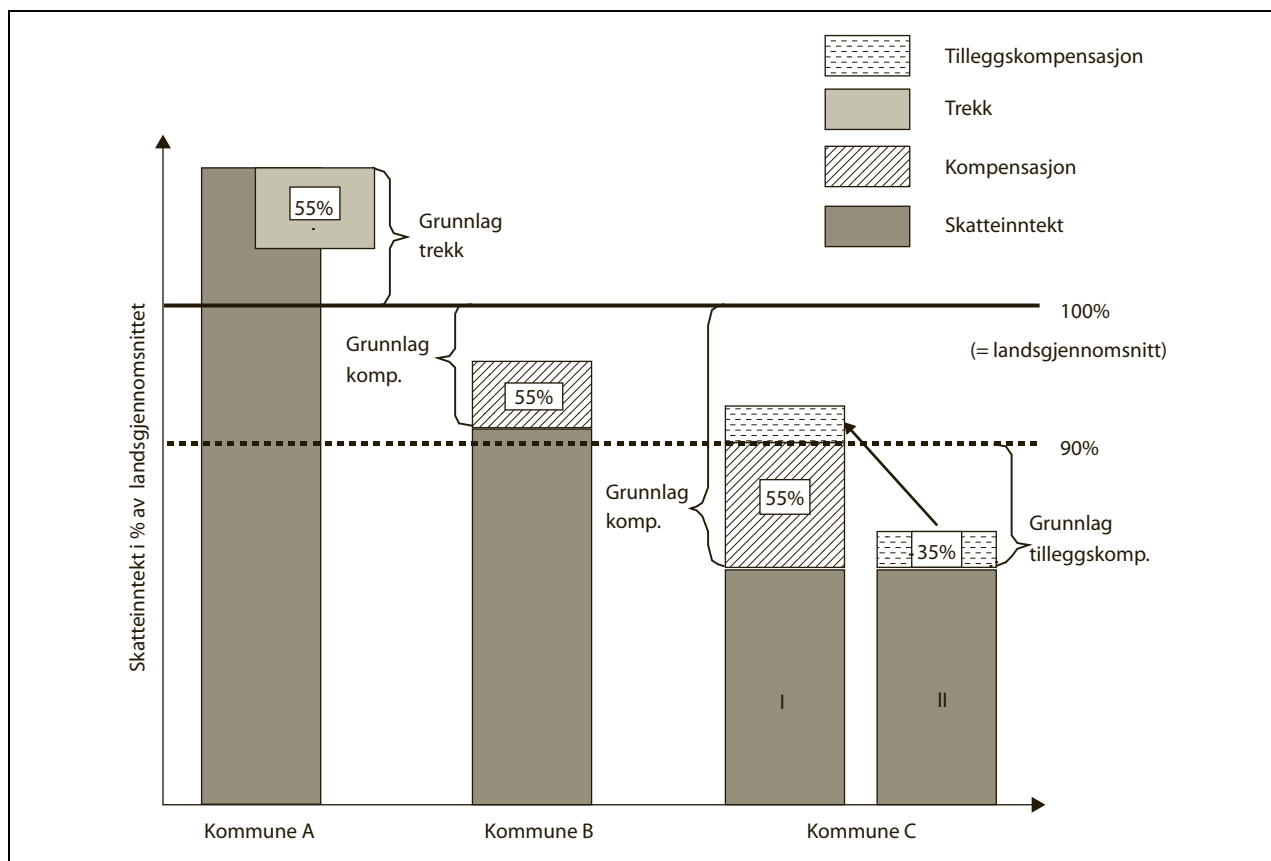 Tilleggskompensasjon
Trekk
Kompensasjon
Skatteinntekt
Skatteinntekt i % av landsgjennomsnittet
55%
Grunnlag
trekk
100%
(= landsgjennomsnitt)
Grunnlag
komp.
55%
90%
Grunnlag
komp.
55%
35%
Grunnlag
tilleggskomp.
I
II
Kommune A
Kommune B
Kommune C